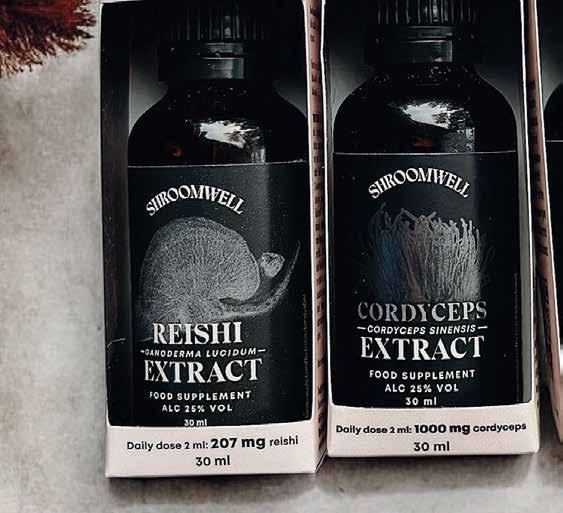 SHROOMWELL
REISHI
GANODERMA LUCIDUM
EXTRACT
FOOD SUPPLEMENT
ALC 25% VOL
30 ml
Daily dose 2 ml: 207 mg reishi
30 ml
SHROOMWELL
CORDYCEPS
CORDYCEPS SINENSIS
EXTRACT
FOOD SUPPLEMENT
ALC 25% VOL
30 ml
Daily dose 2 ml: 1000 mg cordyceps
30 ml